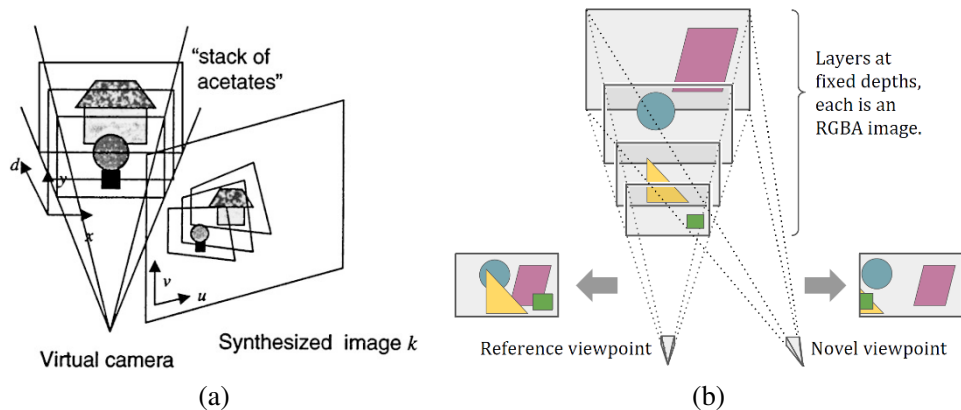 “stack of
acetates”
d
y
x
v
u
Virtual camera
Synthesized image k
(a)
Layers at
fixed depths,
each is an
RGBA image.
Reference viewpoint
Novel viewpoint
(b)